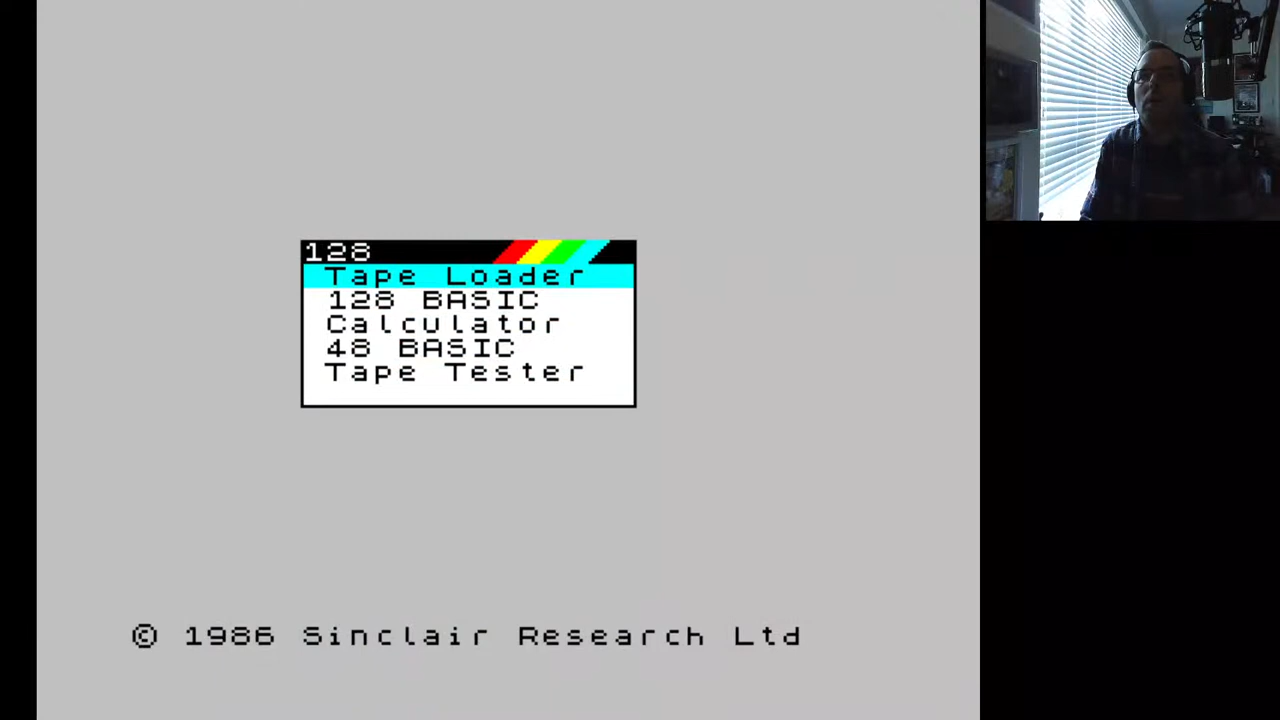 128
Tape Loader
128 BASIC
Calculator
48 BASIC
Tape Tester
© 1986 Sinclair Research Ltd